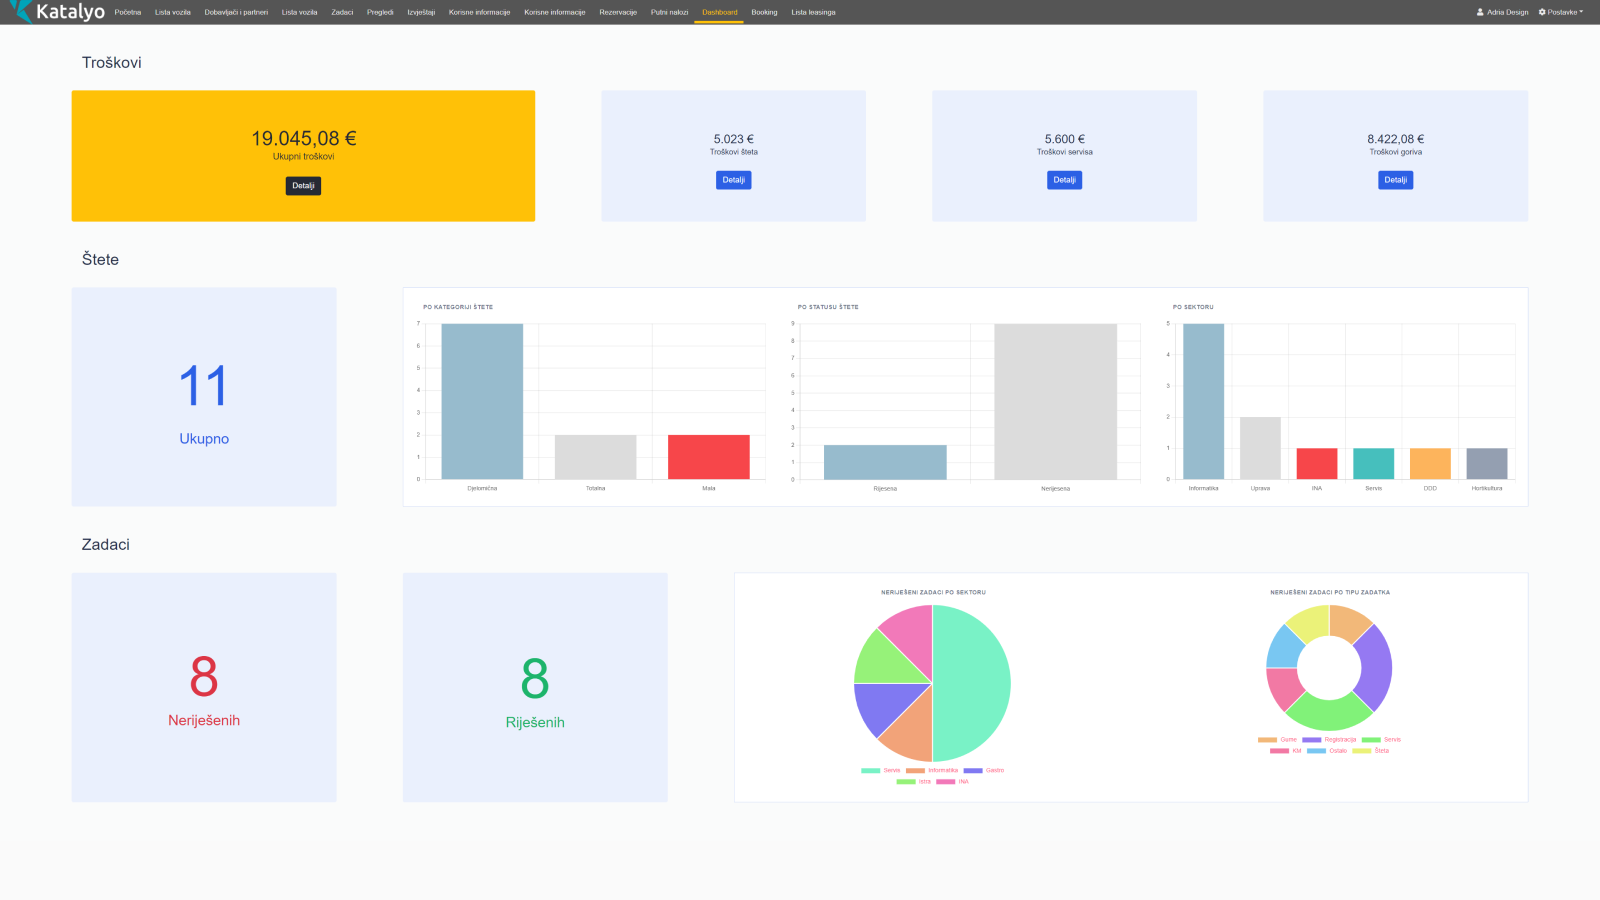 Katalyo Početna Lista vozila Dobavljači i partneri Lista vozila Zadaci Pregledi Izvještaji Korisne informacije Korisne informacije Rezervacije Putni nalozi Dashboard Booking Lista leasinga Adria Design Postavke
Troškovi
19.045,08 €
Ukupni troškovi
Detalji
5.023 €
Troškovi šteta
Detalji
5.600 €
Troškovi servisa
Detalji
8.422,08 €
Troškovi goriva
Detalji
Štete
11
Ukupno
PO KATEGORIJI ŠTETE
7
6
5
4
3
2
1
0
Djelomična Totalna Mala
PO STATUSU ŠTETE
9
8
7
6
5
4
3
2
1
0
Rijesena Nerijesena
PO SEKTORU
5
4
3
2
1
0
Informatika Uprava INA Servis DDD Hortikultura
Zadaci
8
Neriješenih
8
Riješenih
NERIJEŠENI ZADACI PO SEKTORU
Servis Informatika Gastro
Istra INA
NERIJEŠENI ZADACI PO TIPU ZADATKA
Gume Registracija Servis
KM Ostalo Šteta